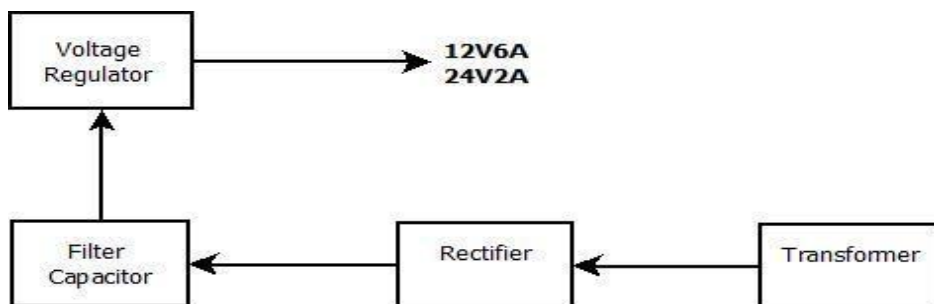 Voltage
Regulator
12V6A
24V2A
Filter
Capacitor
Rectifier
Transformer